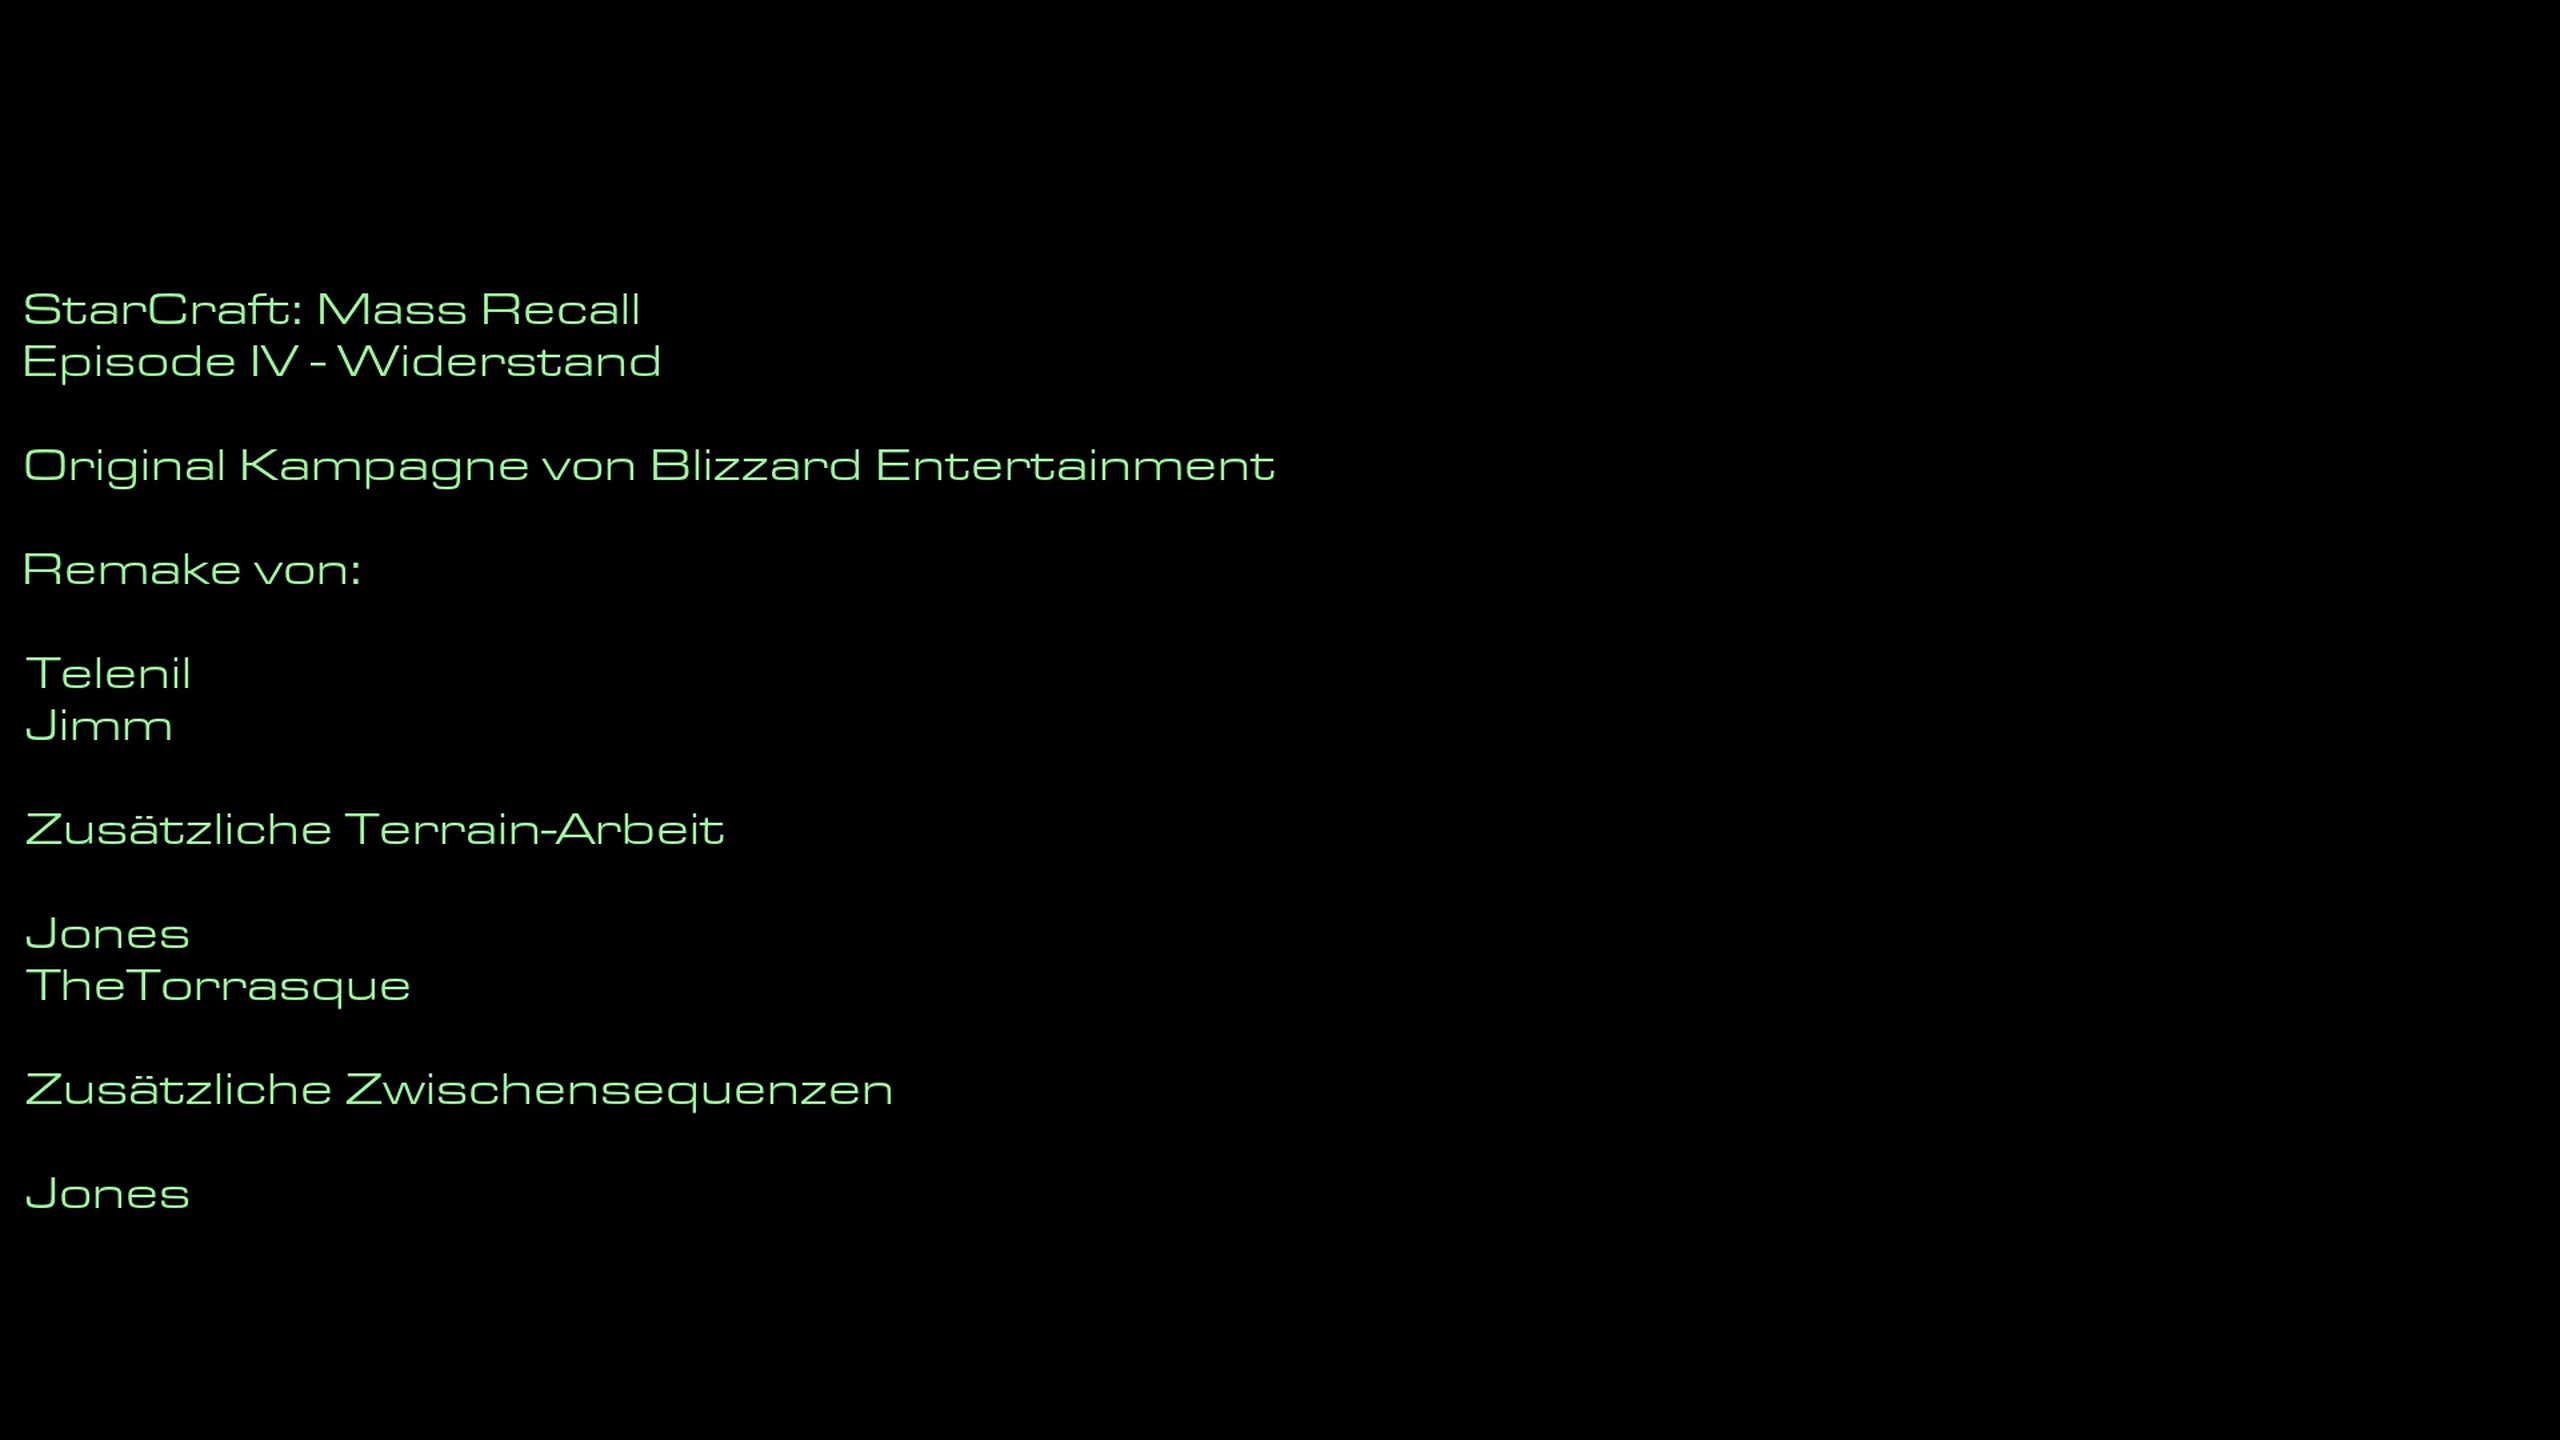 StarCraft: Mass Recall
Episode IV - Widerstand
Original Kampagne von Blizzard Entertainment
Remake von:
Telenil
Jimm
Zusätzliche Terrain-Arbeit
Jones
TheTorrasque
Zusätzliche Zwischensequenzen
Jones